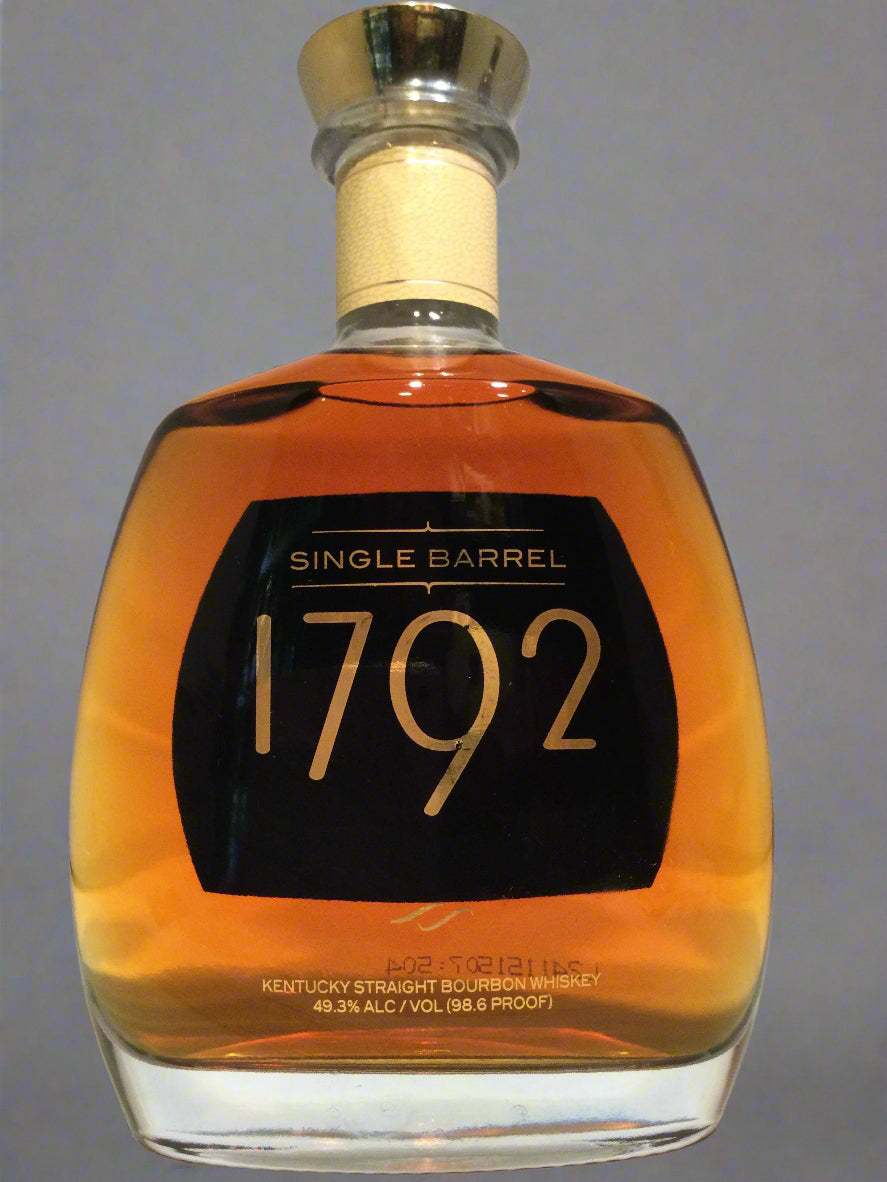 SINGLE BARREL
1792
KENTUCKY STRAIGHT BOURBON WHISKEY
49.3% ALC / VOL (98.6 PROOF)